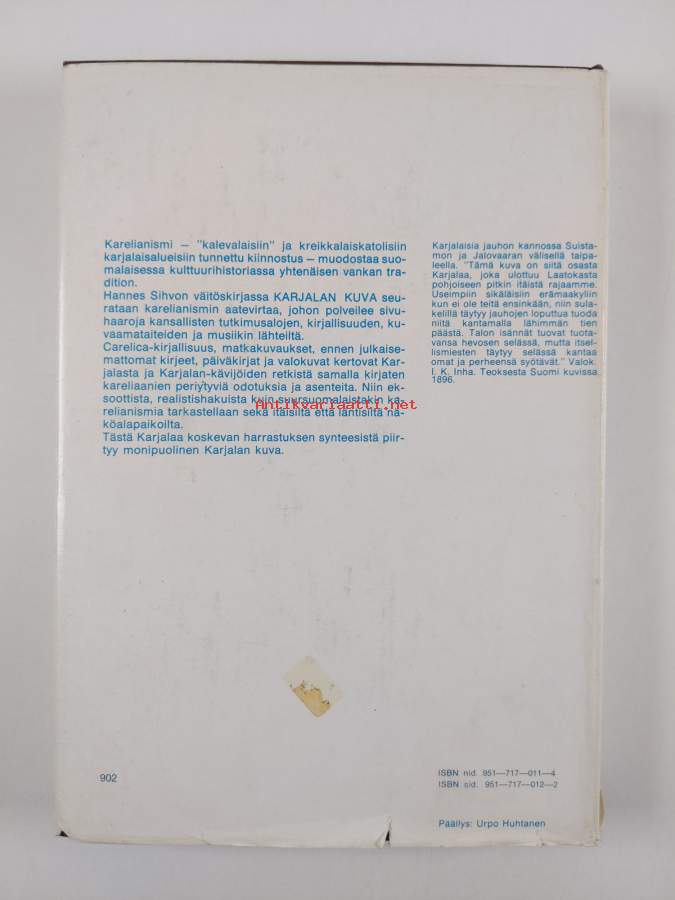 Karelianismi — "kalevalaisiin" ja kreikkalaiskatolisiin
karjalaisalueisiin tunnettu kiinnostus — muodostaa suo-
malaisessa kulttuurihistoriassa yhtenäisen vankan tra-
dition.
Hannes Sihvon väitöskirjassa KARJALAN KUVA seu-
rataan karelianismin aatevirtaa, johon polveilee sivu-
haaroja kansallisten tutkimusalojen, kirjallisuuden, ku-
vaamataiteiden ja musiikin lähteiltä.
Carelica-kirjallisuus, matkakuvaukset, ennen julkaise-
mattomat kirjeet, päiväkirjat ja valokuvat kertovat Kar-
jalasta ja Karjalan-kävijöiden retkistä samalla kirjaten
kareliaanien periytyviä odotuksia ja asenteita. Niin ek-
soottista, realistishakuista kuin suursuomalaistakin ka-
relianismia tarkastellaan sekä itäisiltä että läntisiltä nä-
köalapaikoilta.
Tästä Karjalaa koskevan harrastuksen synteesistä piir-
tyy monipuolinen Karjalan kuva.
Antikvariaatti.net
Karjalaisia jauhon kannossa Suista-
mon ja Jalovaaran välisellä taipa-
leella. "Tämä kuva on siitä osasta
Karjalaa, joka ulottuu Laatokasta
pohjoiseen pitkin itäistä rajaamme.
Useimpiin sikäläisiin erämaakyliin
kun ei ole teitä ensinkään, niin sula-
kelillä täytyy jauhojen loputtua tuoda
niitä kantamalla lähimmän tien
päästä. Talon isännät tuovat tuota-
vansa hevosen selässä, mutta itsel-
lismiesten täytyy selässä kantaa
omat ja perheensä syötävät." Valok.
I. K. Inha. Teoksesta Suomi kuvissa
1896.
902
ISBN nid. 951—717—011—4
ISBN sid. 951—717—012—2
Päällys: Urpo Huhtanen